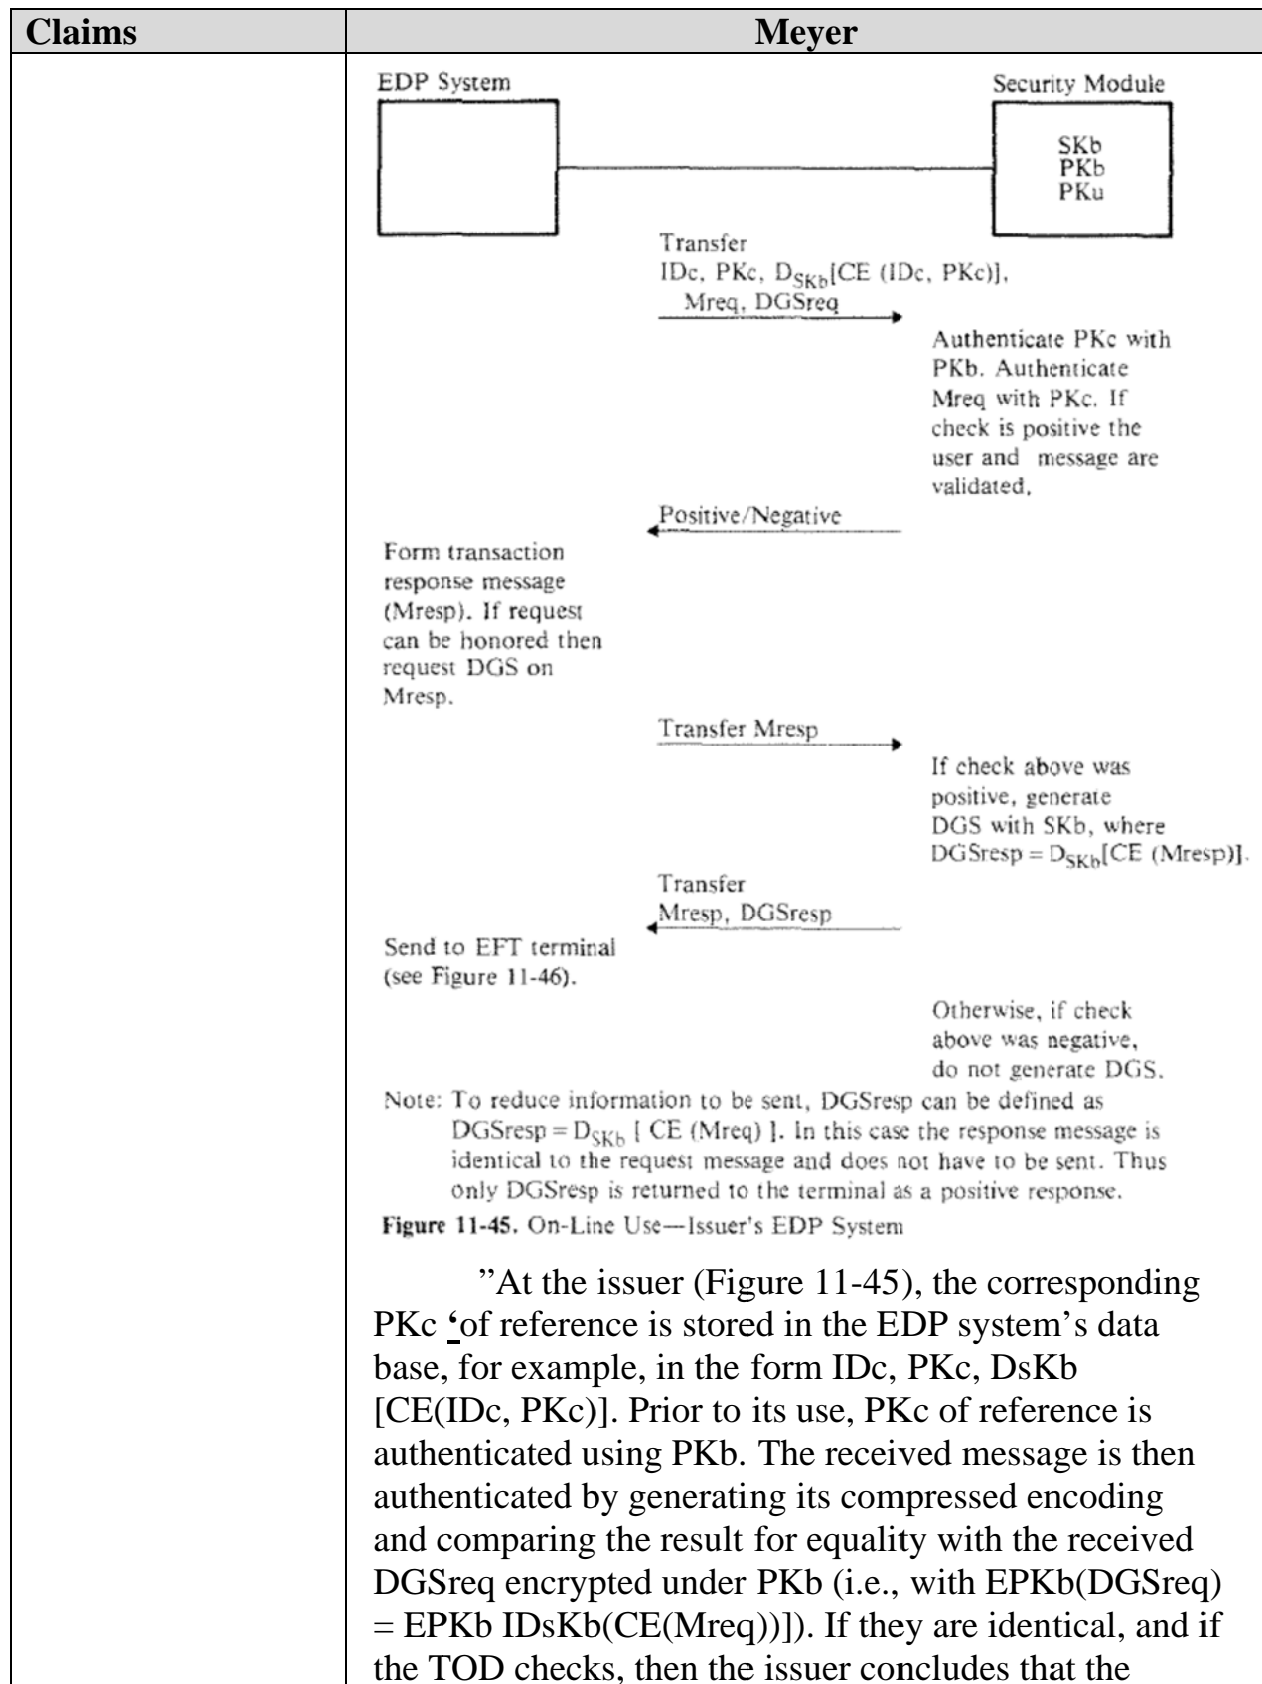 Claims
Meyer
EDP System
Security Module
SKb
PKb
PKu
Transfer
IDc, PKc, DSKb[CE (IDc, PKc)],
Mreq, DGSreq
Authenticate PKc with
PKb. Authenticate
Mreq with PKc. If
check is positive the
user and message are
validated,
Positive/Negative
Form transaction
response message
(Mresp). If request
can be honored then
request DGS on
Mresp.
Transfer Mresp
If check above was
positive, generate
DGS with SKb, where
DGSresp = DSKb[CE (Mresp)].
Transfer
Mresp, DGSresp
Send to EFT terminal
(see Figure 11-46).
Otherwise, if check
above was negative,
do not generate DGS.
Note: To reduce information to be sent, DGSresp can be defined as
DGSresp = DSKb [ CE (Mreq) ]. In this case the response message is
identical to the request message and does not have to be sent. Thus
only DGSresp is returned to the terminal as a positive response.
Figure 11-45. On-Line Use—Issuer's EDP System
”At the issuer (Figure 11-45), the corresponding
PKc ‘of reference is stored in the EDP system’s data
base, for example, in the form IDc, PKc, DsKb
[CE(IDc, PKc)]. Prior to its use, PKc of reference is
authenticated using PKb. The received message is then
authenticated by generating its compressed encoding
and comparing the result for equality with the received
DGSreq encrypted under PKb (i.e., with EPKb(DGSreq)
= EPKb IDsKb(CE(Mreq))]). If they are identical, and if
the TOD checks, then the issuer concludes that the